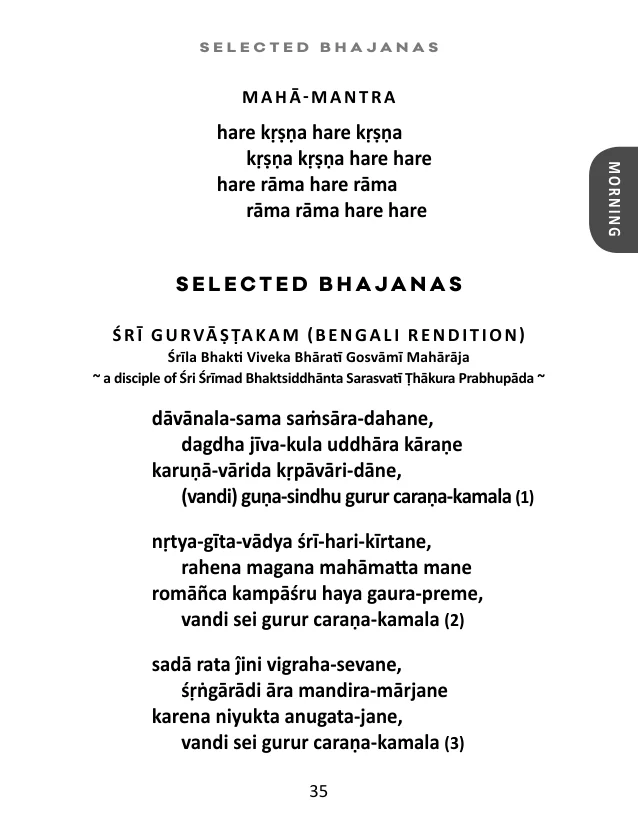 SELECTED BHAJANAS
MAHĀ-MANTRA
hare kṛṣṇa hare kṛṣṇa
kṛṣṇa kṛṣṇa hare hare
hare rāma hare rāma
rāma rāma hare hare
MORNING
SELECTED BHAJANAS
ŚRĪ GURVĀṢṬAKAM (BENGALI RENDITION)
Śrīla Bhakti Viveka Bhāratī Gosvāmī Mahārāja
~ a disciple of Śri Śrīmad Bhaktsiddhānta Sarasvatī Ṭhākura Prabhupāda ~
dāvānala-sama saṁsāra-dahane,
dagdha jīva-kula uddhāra kāraṇe
karuṇā-vārida kṛpāvāri-dāne,
(vandi) guṇa-sindhu gurur caraṇa-kamala (1)
nṛtya-gīta-vādya śrī-hari-kīrtane,
rahena magana mahāmatta mane
romāñca kampāśru haya gaura-preme,
vandi sei gurur caraṇa-kamala (2)
sadā rata ĵini vigraha-sevane,
śṛṅgārādi āra mandira-mārjane
karena niyukta anugata-jane,
vandi sei gurur caraṇa-kamala (3)
35